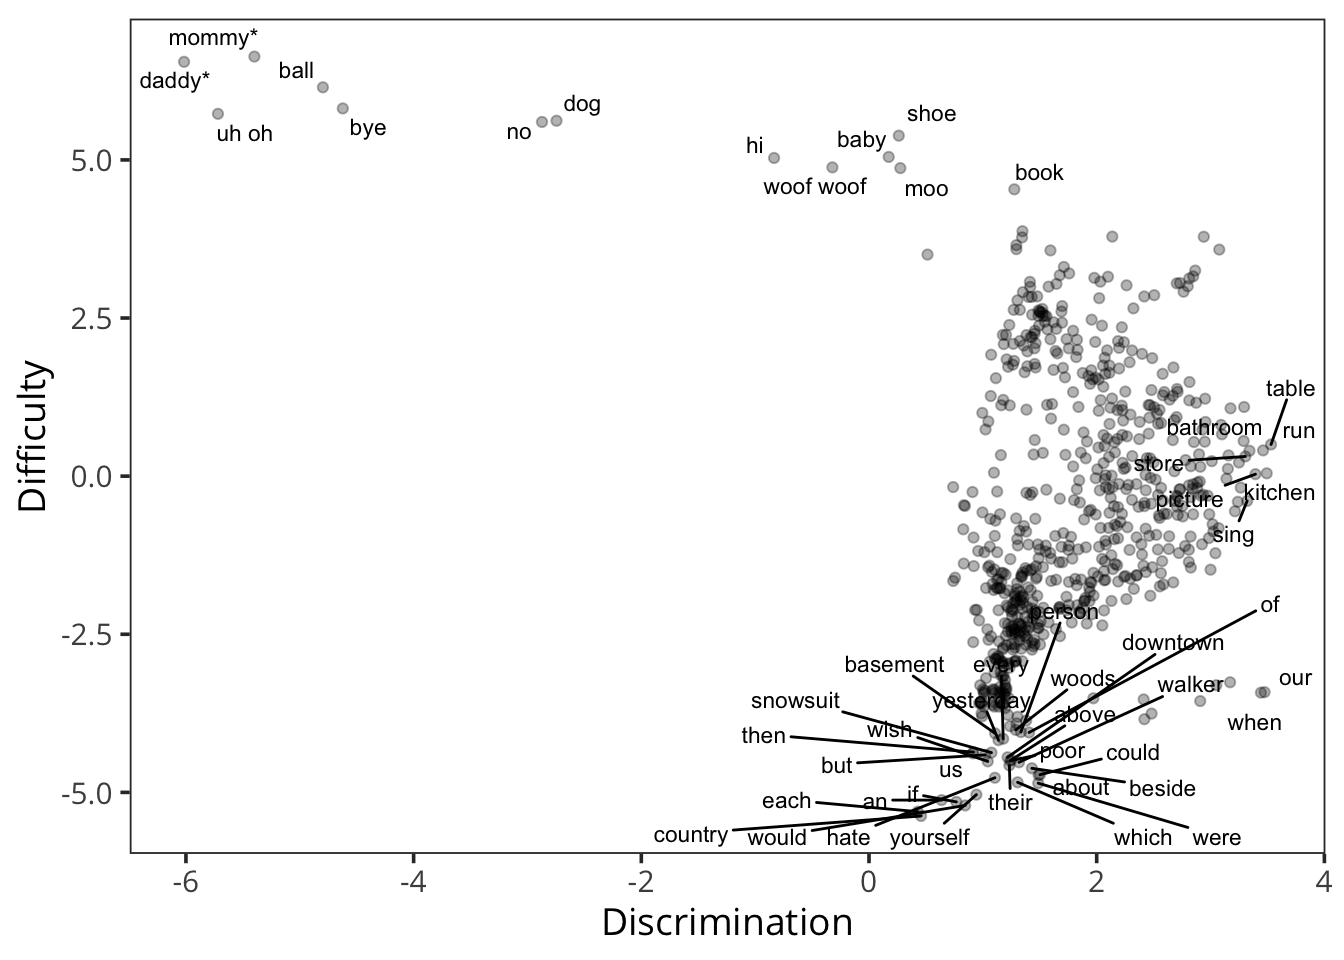 mommy*
daddy*
ball
uh oh
bye
no
dog
shoe
hi
baby
woof woof
moo
book
5.0
2.5
table
bathroom
run
store
0.0
picture
kitchen
sing
of
person
-2.5
downtown
basement
every
woods
walker
our
snowsuit
yesterday
above
when
then
wish
poor
could
but
us
-5.0
each
an
if
their
about
beside
country
would
hate
yourself
which
were
-6
-4
-2
0
2
4
Difficulty
Discrimination